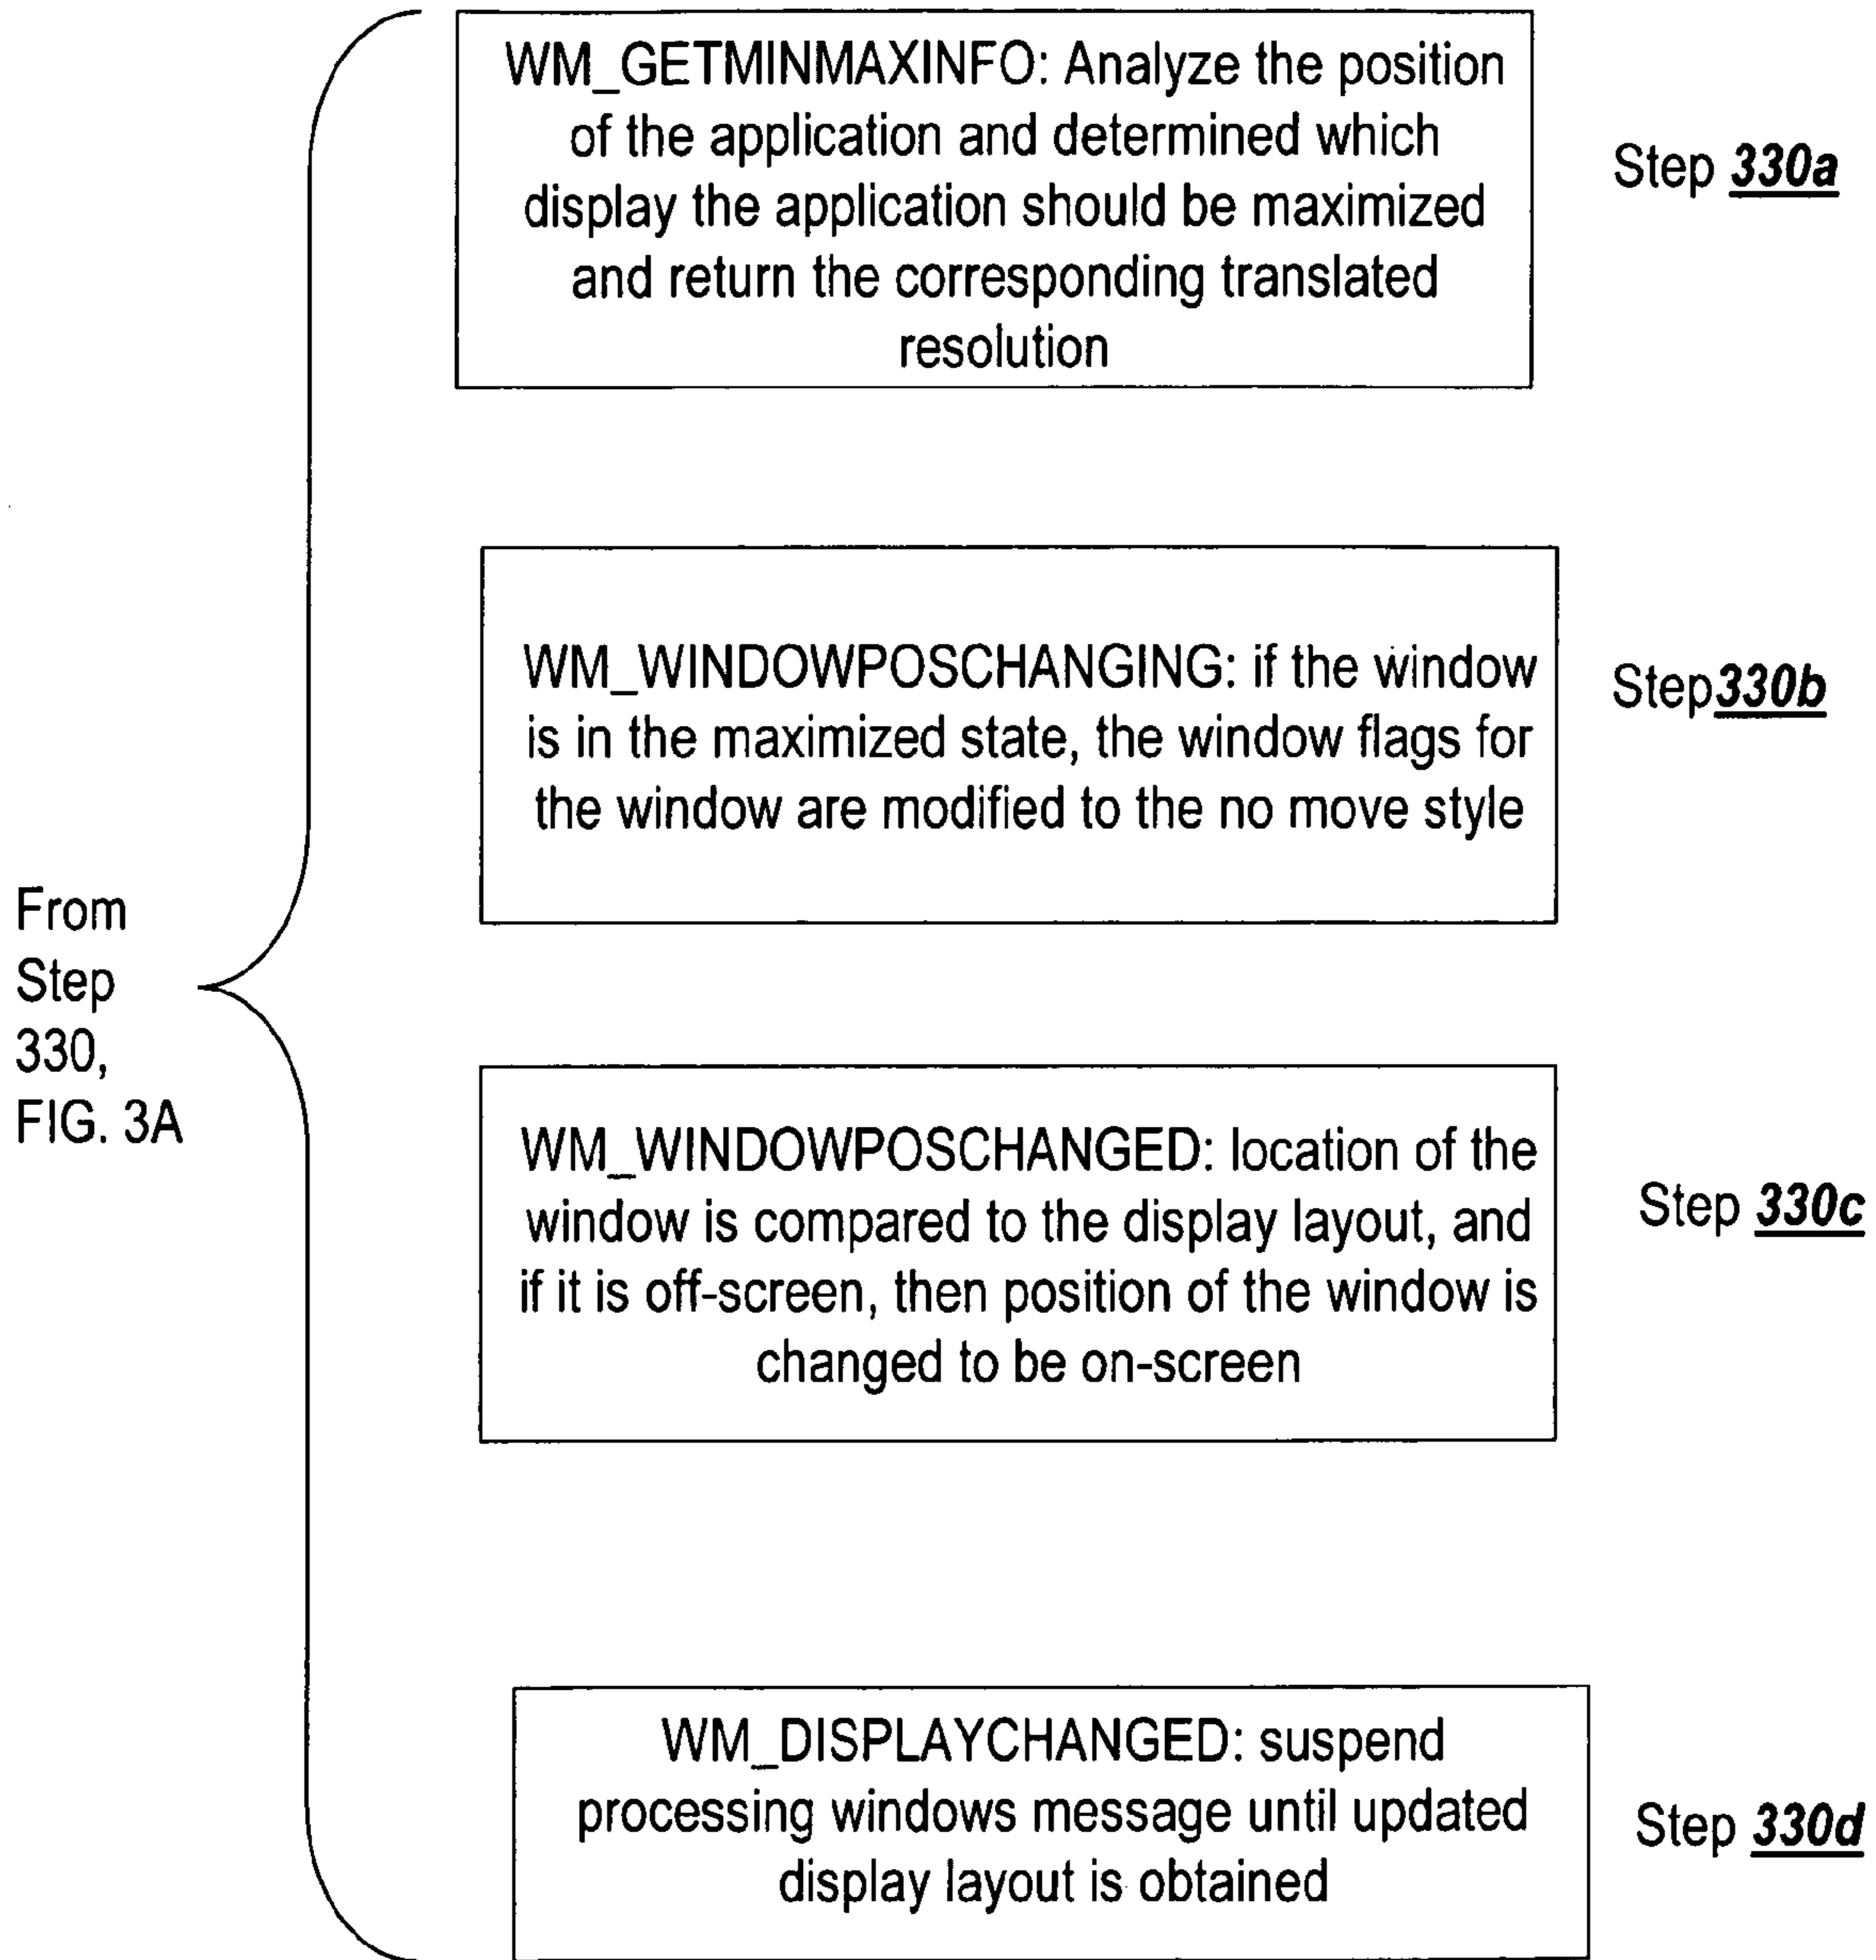 WM_GETMINMAXINFO: Analyze the position
of the application and determined which
display the application should be maximized
and return the corresponding translated
resolution
Step 330a
WM_WINDOWPOSCHANGING: if the window
is in the maximized state, the window flags for
the window are modified to the no move style
Step330b
From
Step
330,
FIG. 3A
WM_WINDOWPOSCHANGED: location of the
window is compared to the display layout, and
if it is off-screen, then position of the window is
changed to be on-screen
Step 330c
WM_DISPLAYCHANGED: suspend
processing windows message until updated
display layout is obtained
Step 330d